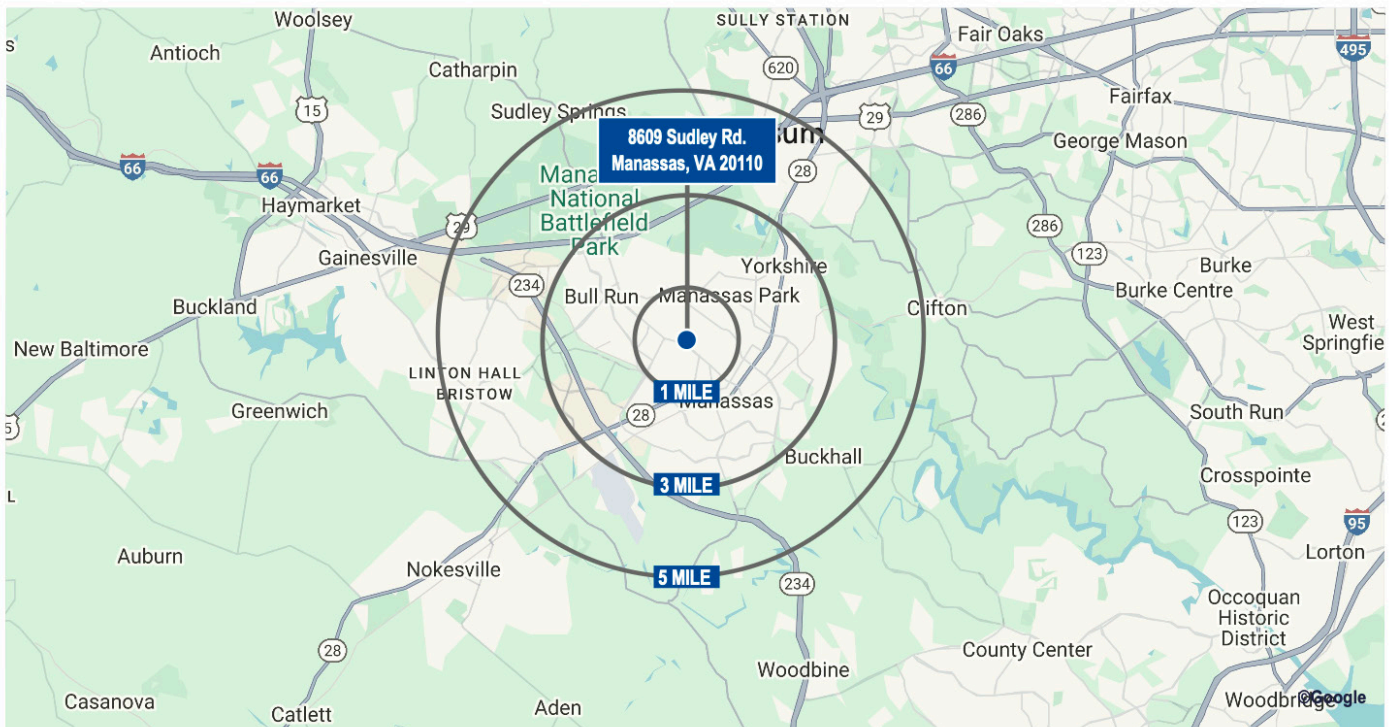 Woolsey
SULLY STATION
Fair Oaks
495
Antioch
Catharpin
620
66
15
Sudley Springs
29
286
Fairfax
8609 Sudley Rd.
Manassas, VA 20110
sum
George Mason
66
66
Mana
National
Battlefield
Park
28
Haymarket
29
286
123
Gainesville
Yorkshire
Burke
234
Bull Run
Manassas Park
Burke Centre
Buckland
Clifton
West
Springfie
New Baltimore
LINTON HALL
BRISTOW
1 MILE
Manassas
Greenwich
28
South Run
Buckhall
3 MILE
Crosspointe
123
95
Auburn
Nokesville
5 MILE
234
Lorton
Occoquan
Historic
District
28
County Center
Woodbine
Casanova
Catlett
Aden
Woodbridge
©Google